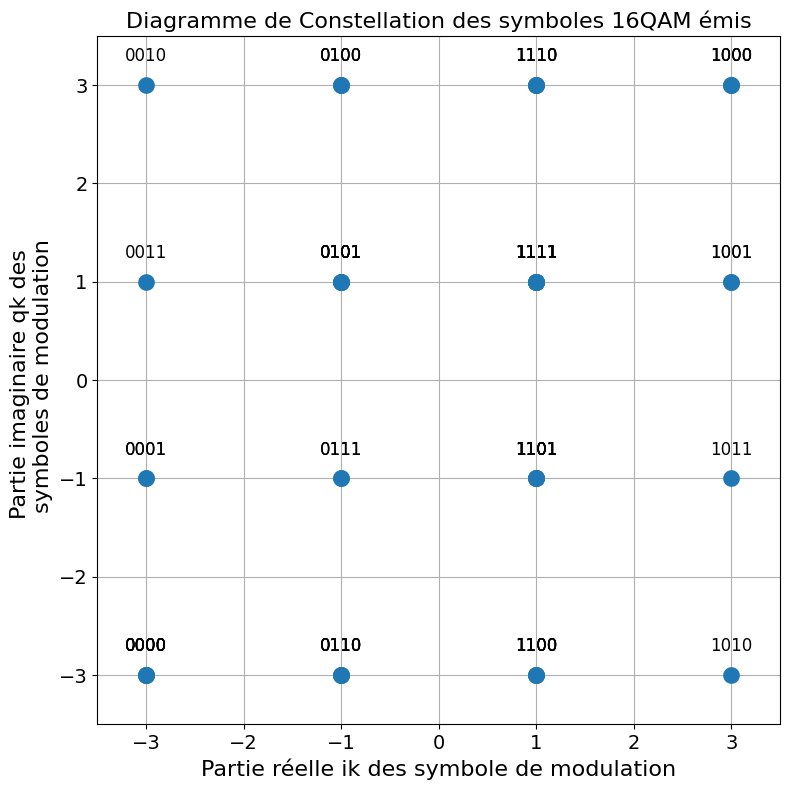 Diagramme de Constellation des symboles 16QAM émis
0010 0100 1110 1000
3
2
0011 0101 1111 1001
1
0
0001 0111 1101 1011
−1
−2
0000 0110 1100 1010
−3
−3 −2 −1 0 1 2 3
Partie réelle ik des symbole de modulation
Partie imaginaire qk des
symboles de modulation